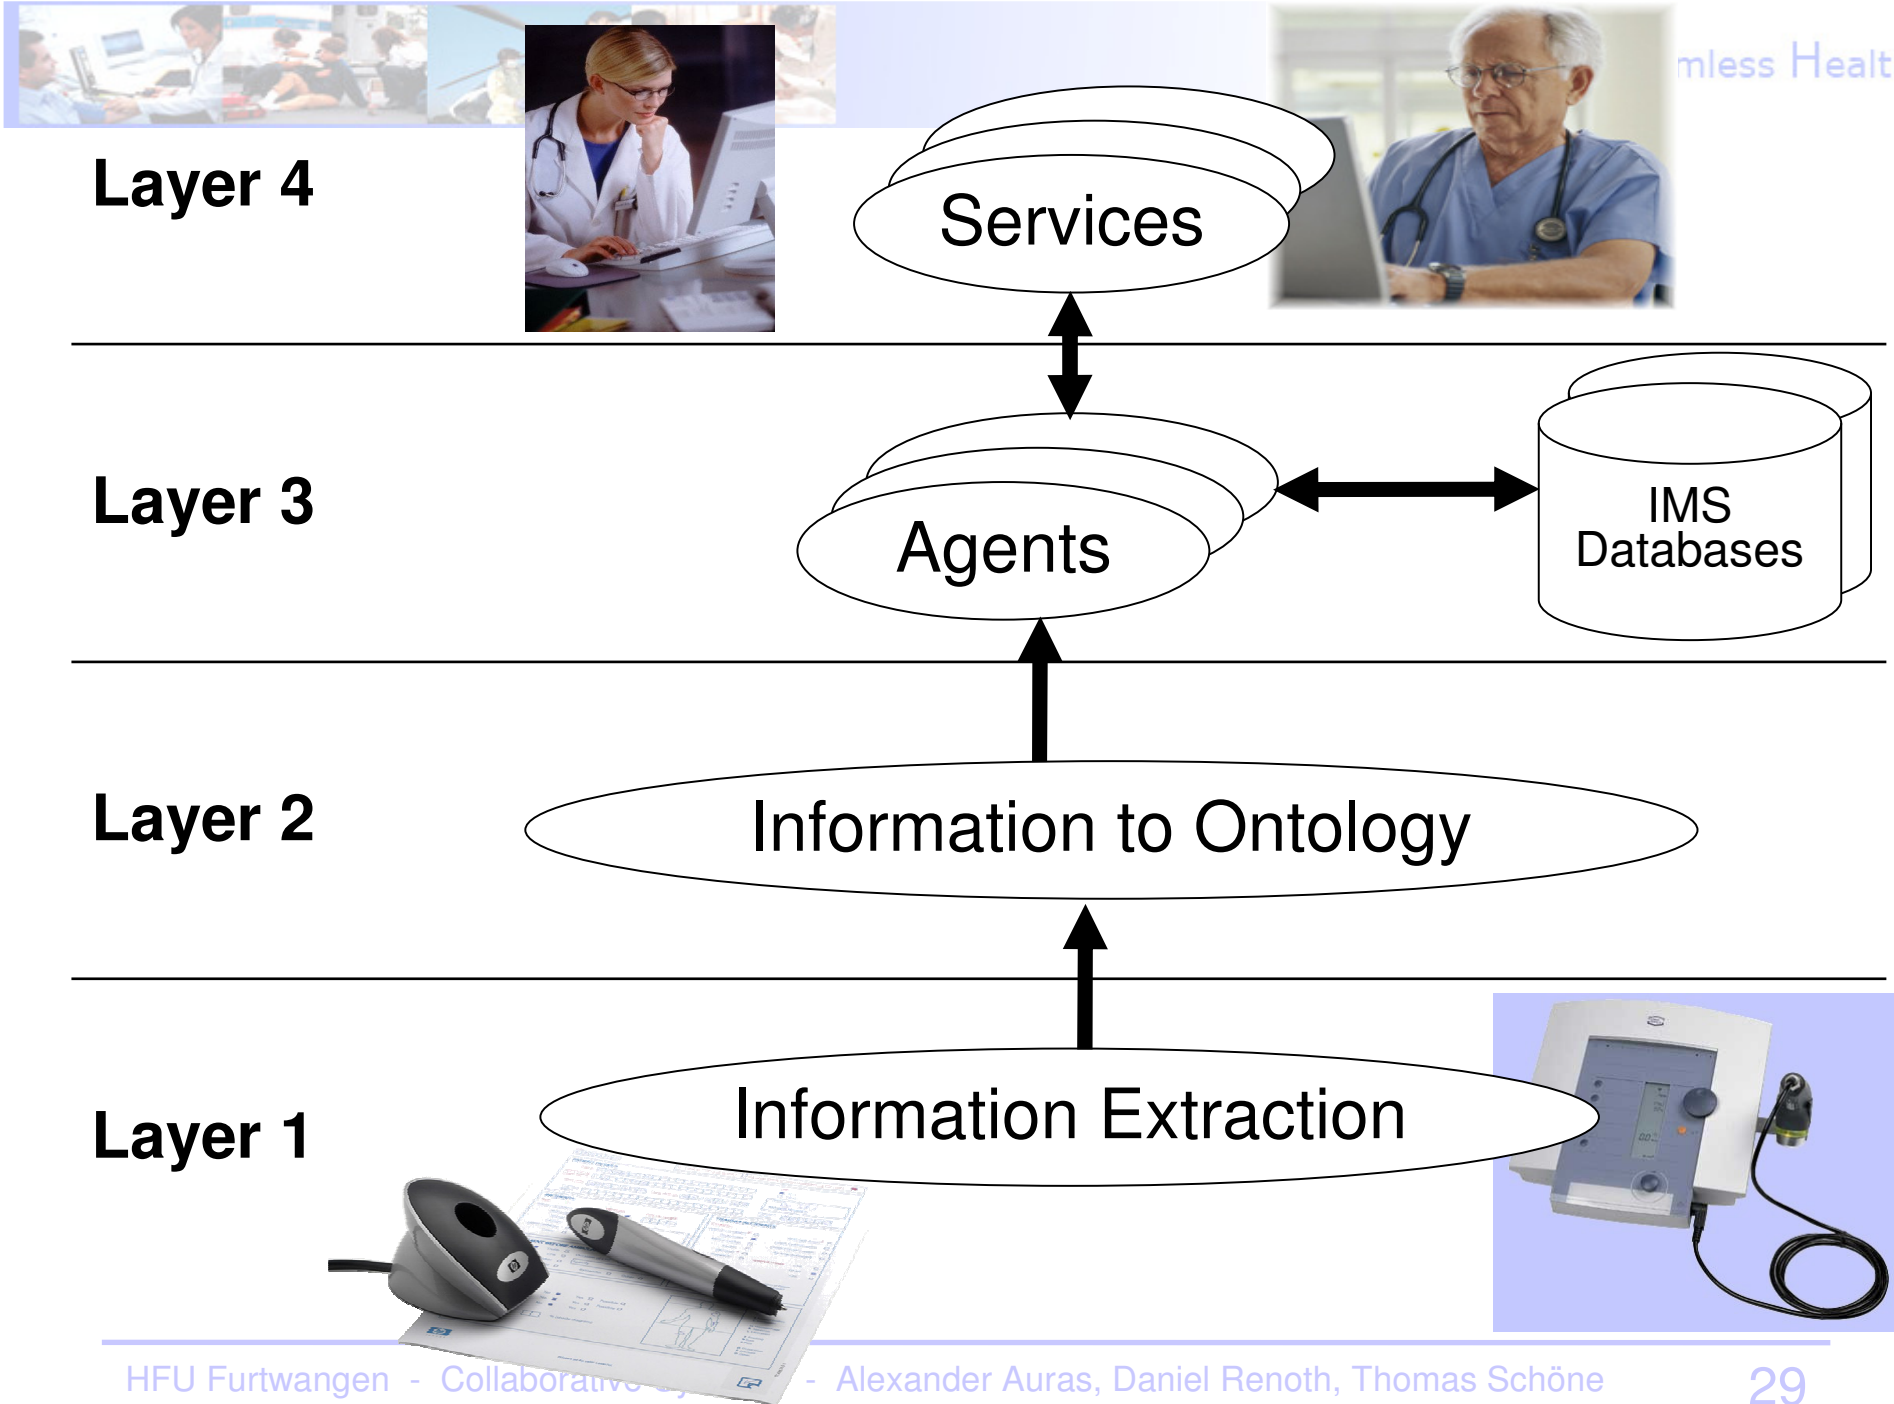 mless Healt
Layer 4
Services
Layer 3
Agents
IMS
Databases
Layer 2
Information to Ontology
Layer 1
Information Extraction
HFU Furtwangen - Collaborative - Alexander Auras, Daniel Renoth, Thomas Schöne
29